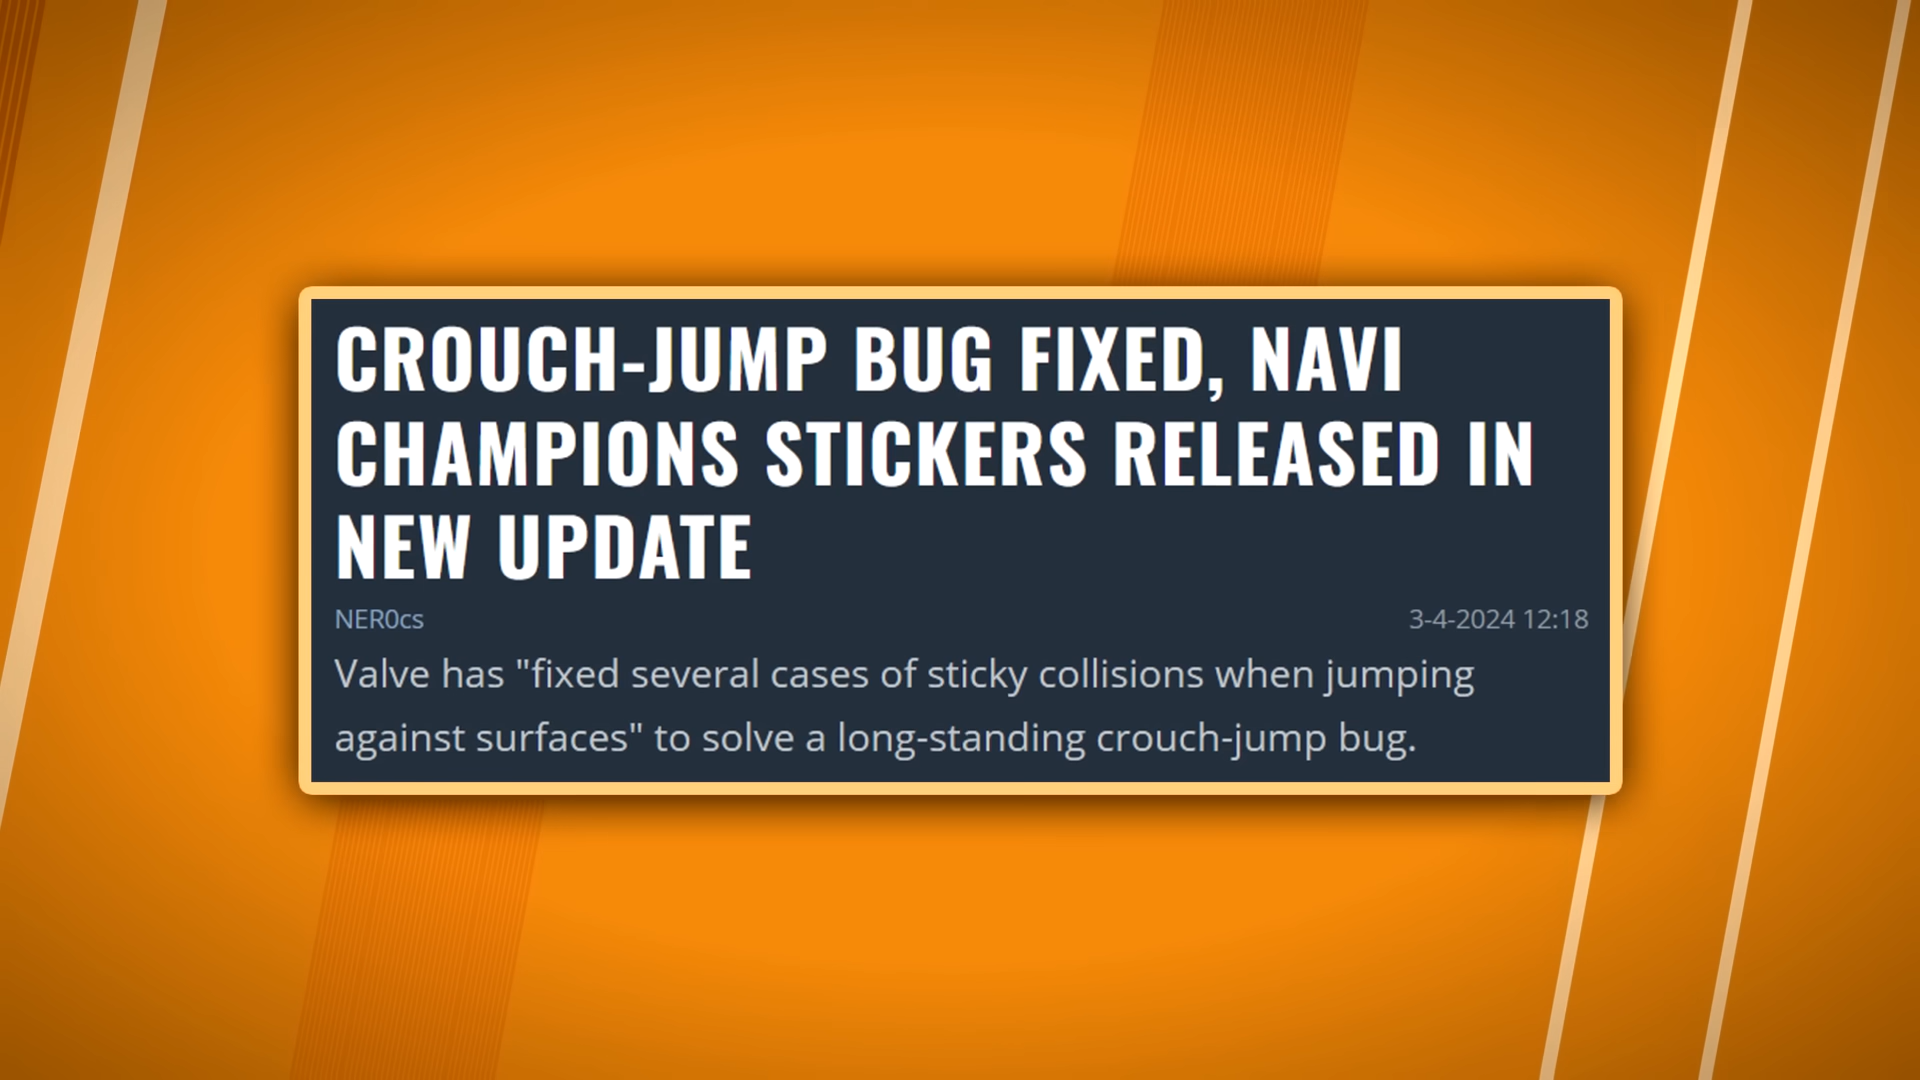 CROUCH-JUMP BUG FIXED, NAVI
CHAMPIONS STICKERS RELEASED IN
NEW UPDATE
NER0cs
3-4-2024 12:18
Valve has "fixed several cases of sticky collisions when jumping
against surfaces" to solve a long-standing crouch-jump bug.